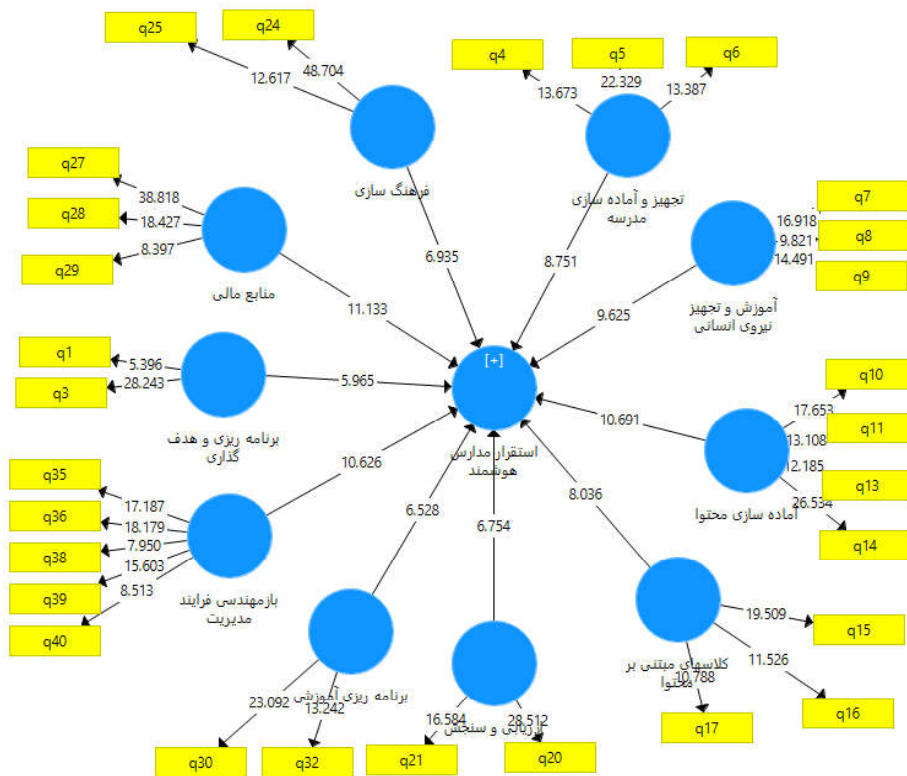 q25
q24
12.617
48.704
فرهنگ سازی
6.935
q4
q5
q6
13.673
22.329
13.387
تجهیز و آماده سازی
مدرسه
8.751
q27
q28
q29
38.818
18.427
8.397
منابع مالی
11.133
q7
q8
q9
16.918
9.821
14.491
آموزش و تجهیز
نیروی انسانی
9.625
q1
q3
5.396
28.243
برنامه ریزی و هدف
گذاری
5.965
[+]
استقرار مدارس
هوشمند
q10
q11
q13
q14
17.653
13.108
12.185
26.534
آماده سازی محتوا
10.691
q35
q36
q38
q39
q40
17.187
18.179
7.950
15.603
8.513
بازمهندسی فرایند
مدیریت
10.626
6.528
برنامه ریزی آموزشی
23.092
13.242
q30
q32
6.754
ارزیابی و سنجش
16.584
28.512
q21
q20
8.036
کلاسهای مبتنی بر
محتوا
19.509
11.526
10.788
q15
q16
q17